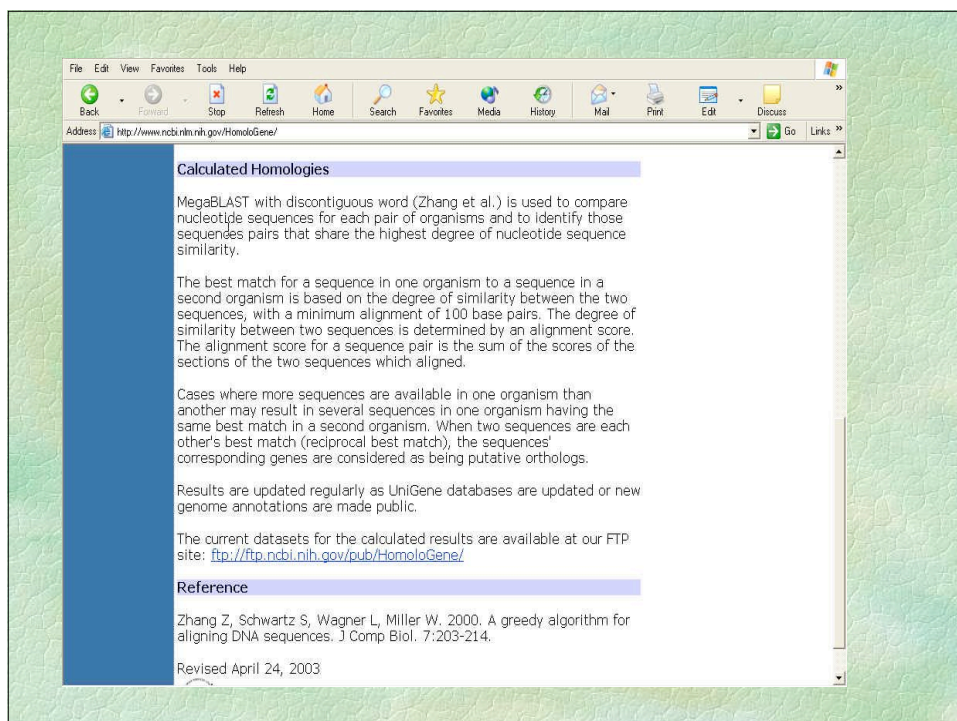 File Edit View Favorites Tools Help
Back Forward Stop Refresh Home Search Favorites Media History Mail Print Edit Discuss »
Address http://www.ncbi.nlm.nih.gov/HomoloGene/ Go Links »
Calculated Homologies
MegaBLAST with discontiguous word (Zhang et al.) is used to compare
nucleotide sequences for each pair of organisms and to identify those
sequences pairs that share the highest degree of nucleotide sequence
similarity.
The best match for a sequence in one organism to a sequence in a
second organism is based on the degree of similarity between the two
sequences, with a minimum alignment of 100 base pairs. The degree of
similarity between two sequences is determined by an alignment score.
The alignment score for a sequence pair is the sum of the scores of the
sections of the two sequences which aligned.
Cases where more sequences are available in one organism than
another may result in several sequences in one organism having the
same best match in a second organism. When two sequences are each
other's best match (reciprocal best match), the sequences'
corresponding genes are considered as being putative orthologs.
Results are updated regularly as UniGene databases are updated or new
genome annotations are made public.
The current datasets for the calculated results are available at our FTP
site: ftp://ftp.ncbi.nih.gov/pub/HomoloGene/
Reference
Zhang Z, Schwartz S, Wagner L, Miller W. 2000. A greedy algorithm for
aligning DNA sequences. J Comp Biol. 7:203-214.
Revised April 24, 2003